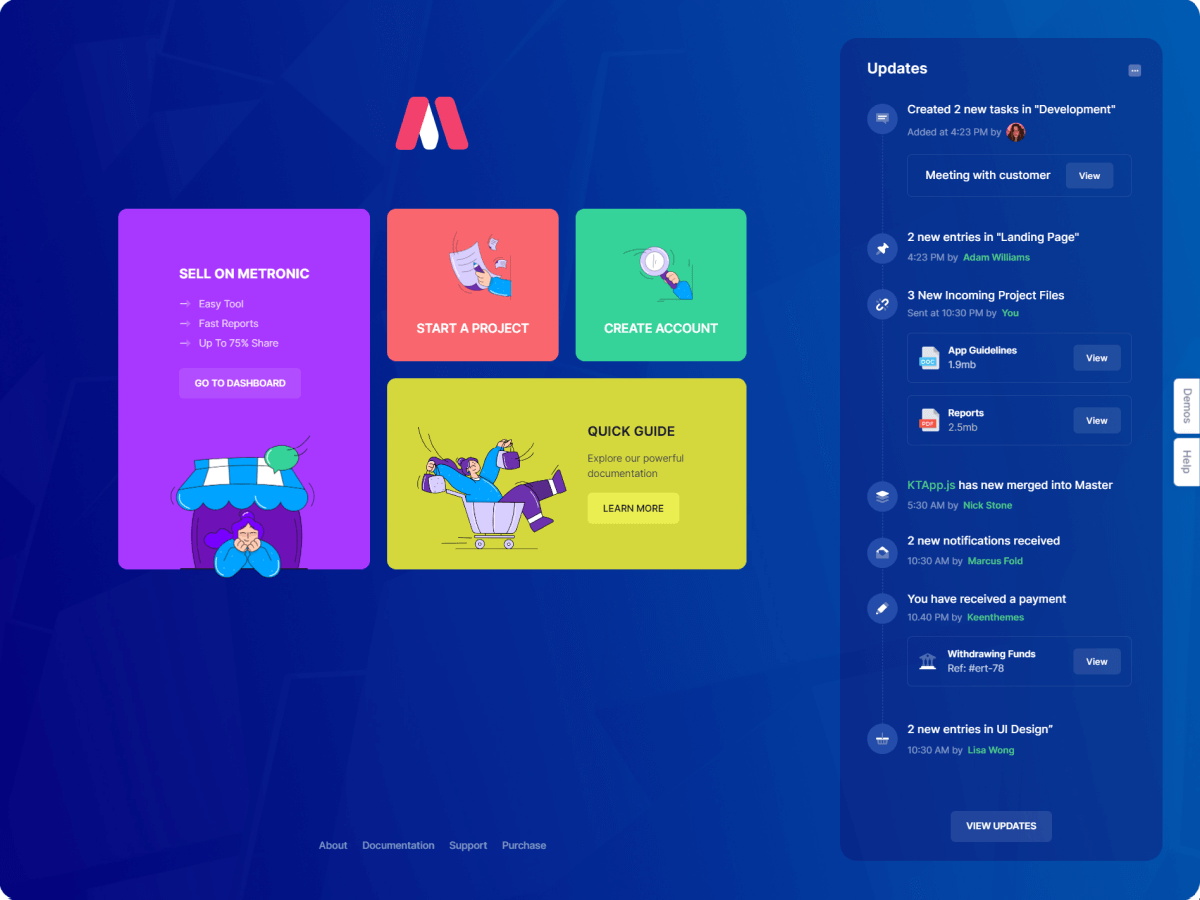 SELL ON METRONIC
Easy Tool
Fast Reports
Up To 75% Share
GO TO DASHBOARD
START A PROJECT
CREATE ACCOUNT
QUICK GUIDE
Explore our powerful
documentation
LEARN MORE
About Documentation Support Purchase
Updates
Created 2 new tasks in "Development"
Added at 4:23 PM by
Meeting with customer View
2 new entries in "Landing Page"
4:23 PM by Adam Williams
3 New Incoming Project Files
Sent at 10:30 PM by You
DOC
App Guidelines
1.9mb
View
PDF
Reports
2.5mb
View
KTApp.js has new merged into Master
5:30 AM by Nick Stone
2 new notifications received
10:30 AM by Marcus Fold
You have received a payment
10.40 PM by Keenthemes
Withdrawing Funds
Ref: #ert-78
View
2 new entries in UI Design”
10:30 AM by Lisa Wong
VIEW UPDATES
Demos
Help